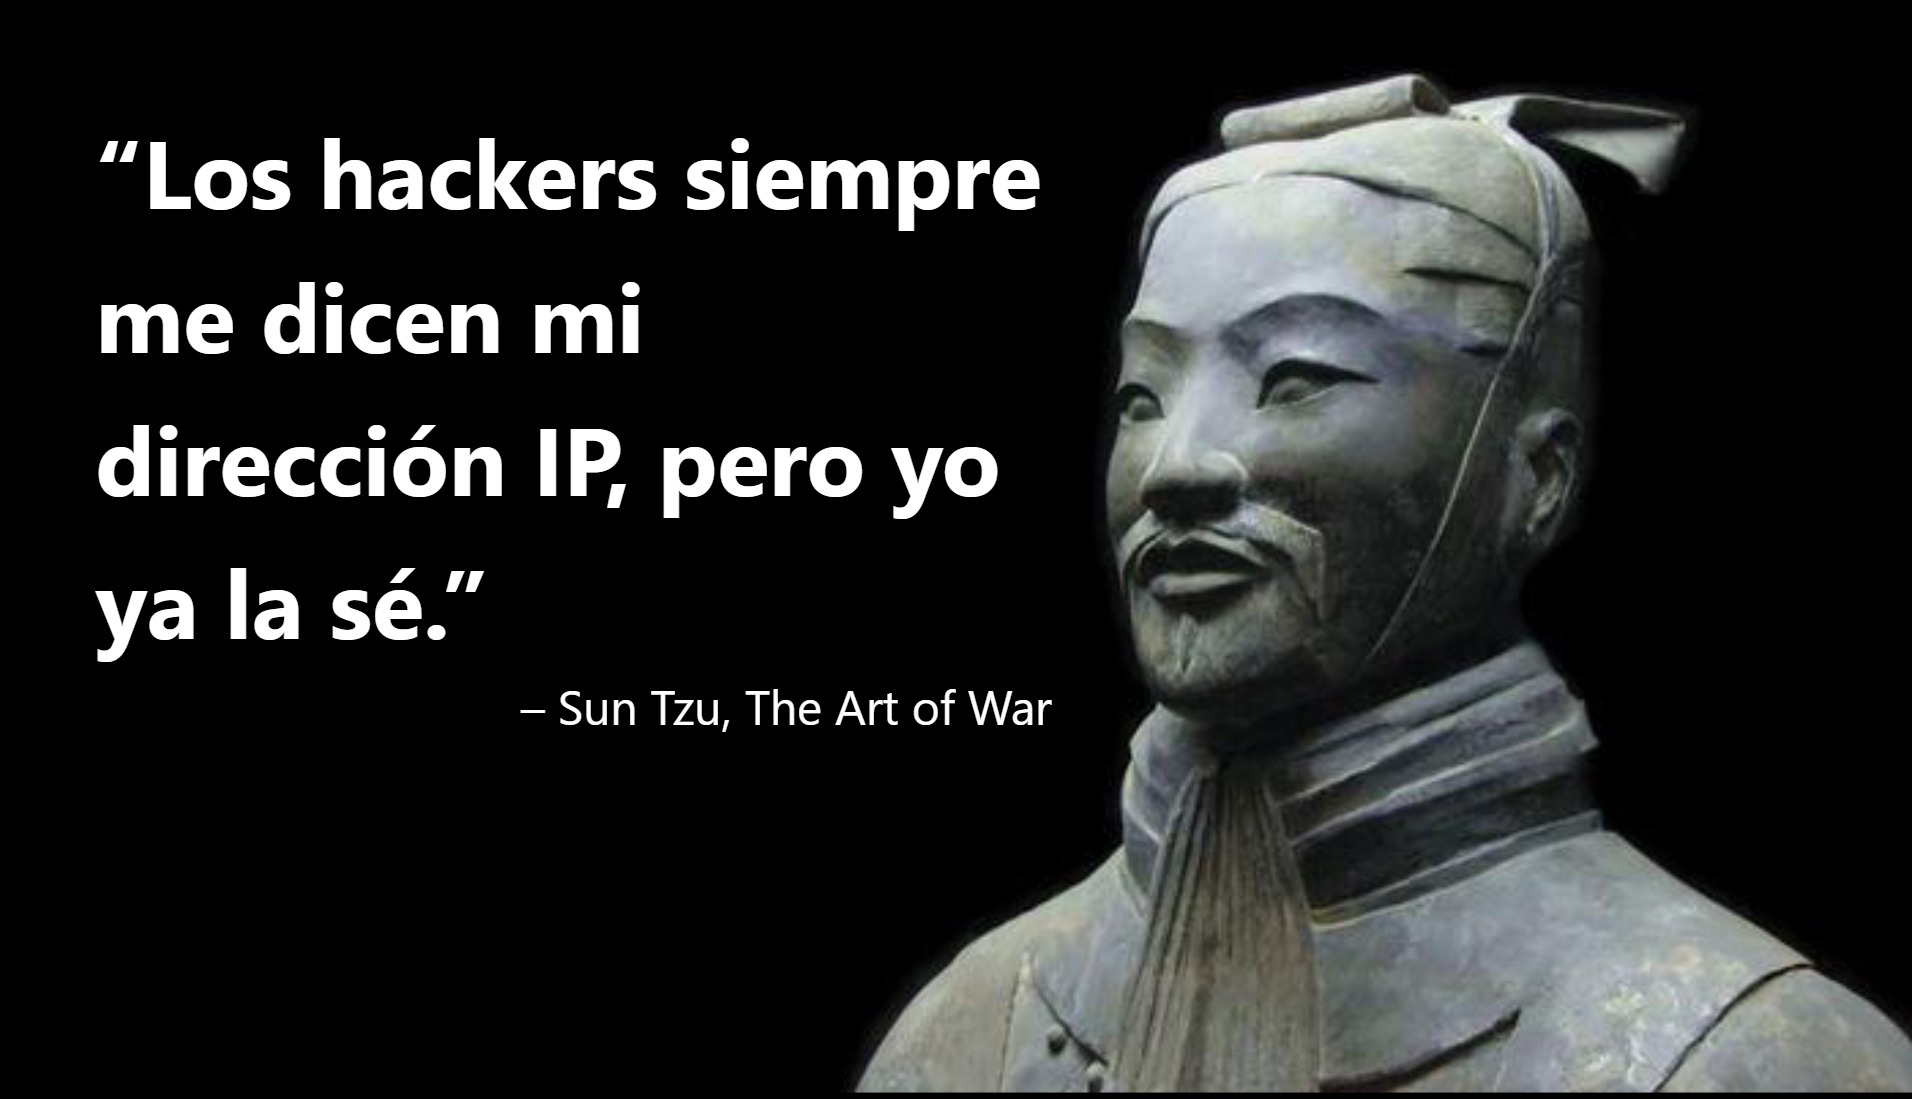 “Los hackers siempre
me dicen mi
dirección IP, pero yo
ya la sé.”
– Sun Tzu, The Art of War